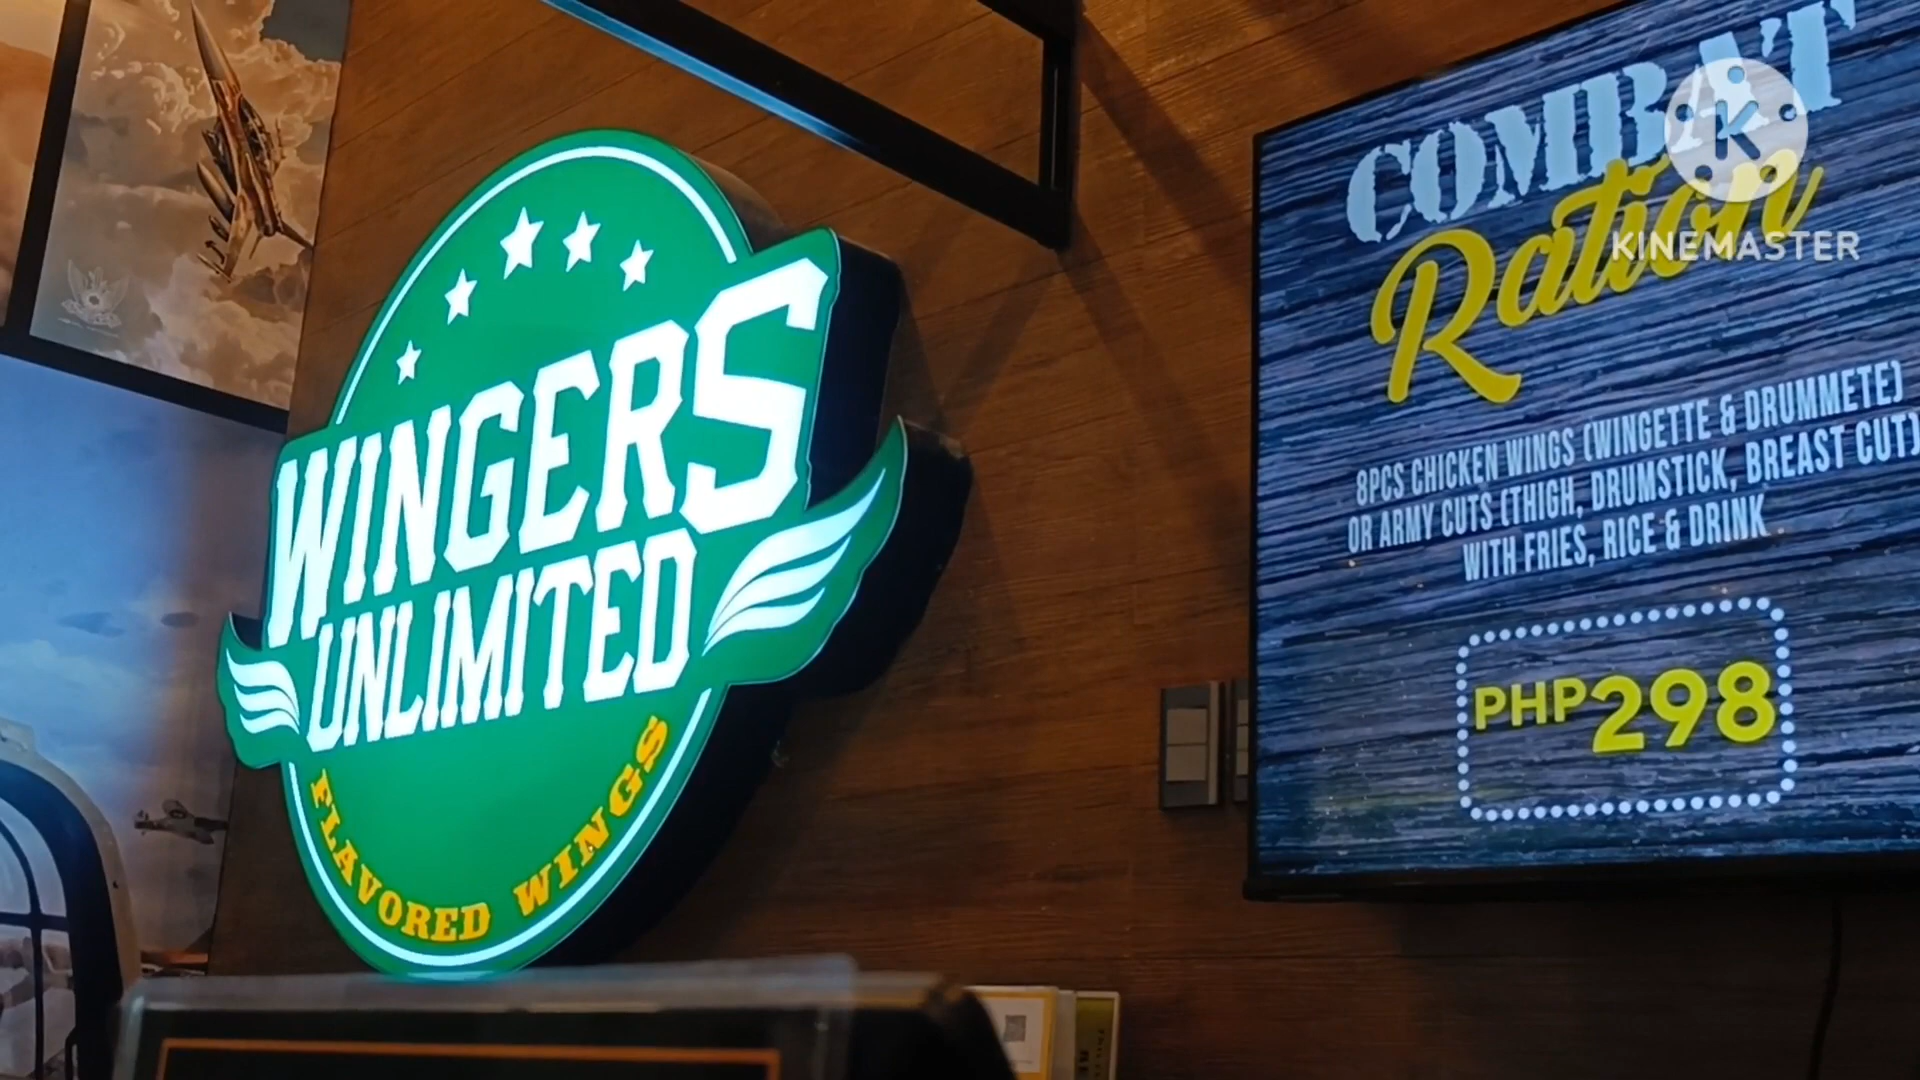 WINGERS
UNLIMITED
FLAVORED WINGS
COMBAT
Ration
8PCS CHICKEN WINGS (WINGETTE & DRUMMETE)
OR ARMY CUTS (THIGH, DRUMSTICK, BREAST CUT)
WITH FRIES, RICE & DRINK
PHP298
K
KINEMASTER